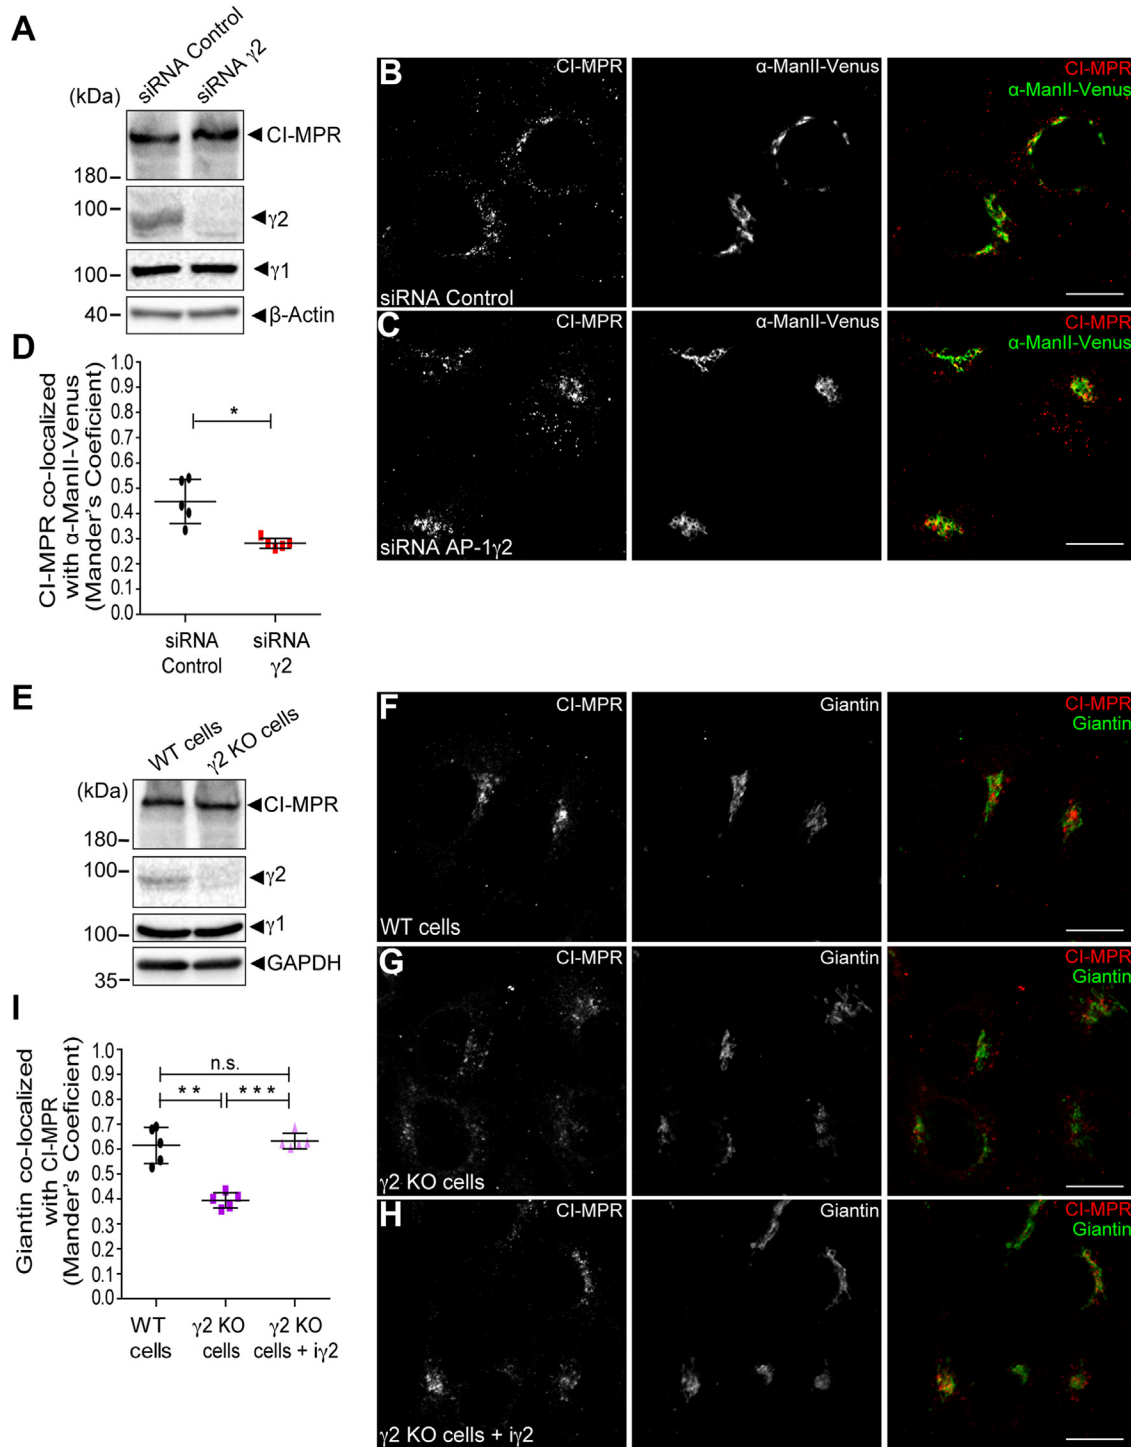 A
siRNA Control
siRNA γ2
(kDa)
CI-MPR
180
100
γ2
100
γ1
40
β-Actin
B
CI-MPR
α-ManII-Venus
CI-MPR
α-ManII-Venus
siRNA Control
C
CI-MPR
α-ManII-Venus
CI-MPR
α-ManII-Venus
siRNA AP-1γ2
D
CI-MPR co-localized
with α-ManII-Venus
(Mander's Coeficient)
1.0
0.9
0.8
0.7
0.6
0.5
0.4
0.3
0.2
0.1
0.0
*
siRNA
Control
siRNA
γ2
E
WT cells
γ2 KO cells
(kDa)
CI-MPR
180
100
γ2
100
γ1
GAPDH
35
F
CI-MPR
Giantin
CI-MPR
Giantin
WT cells
G
CI-MPR
Giantin
CI-MPR
Giantin
γ2 KO cells
H
CI-MPR
Giantin
CI-MPR
Giantin
γ2 KO cells + iγ2
I
Giantin co-localized
with CI-MPR
(Mander's Coeficient)
1.0
0.9
0.8
0.7
0.6
0.5
0.4
0.3
0.2
0.1
0.0
n.s.
* *
* * *
WT
cells
γ2 KO
cells
γ2 KO
cells + iγ2